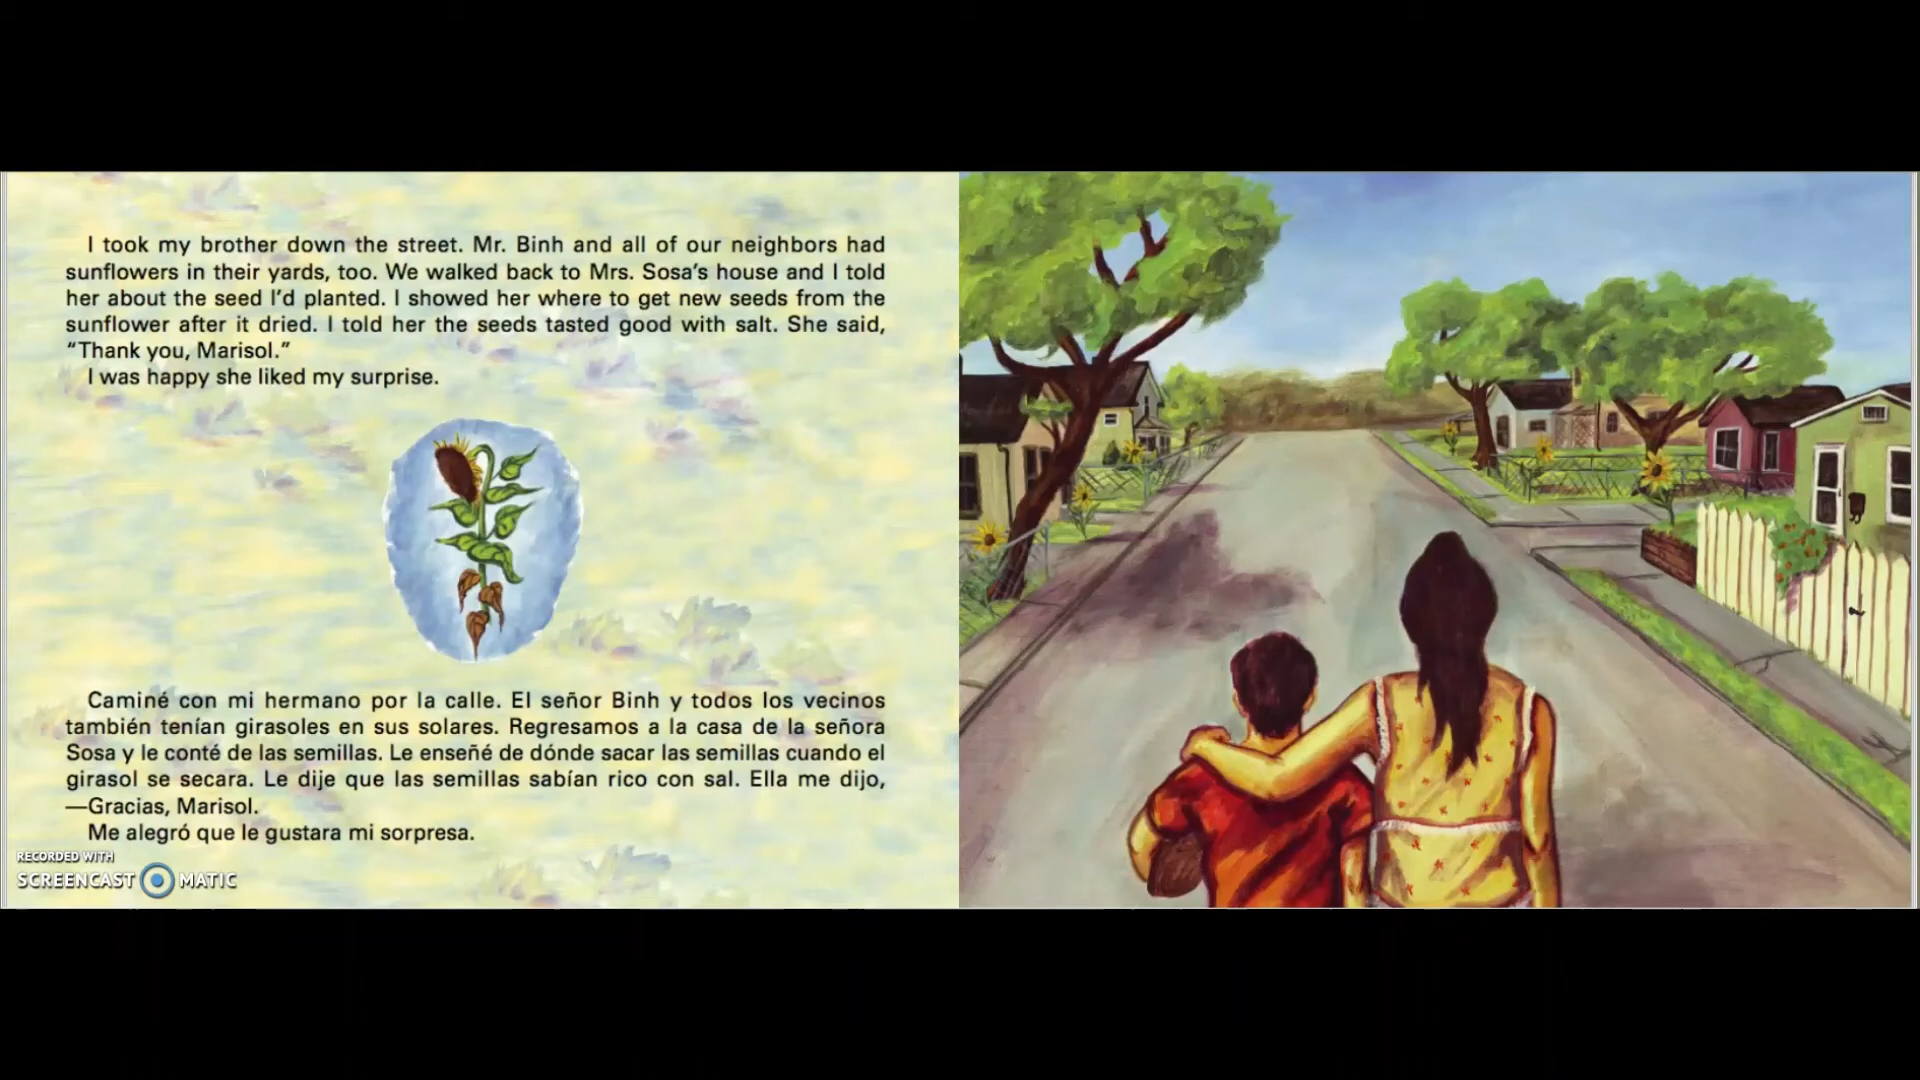 I took my brother down the street. Mr. Binh and all of our neighbors had
sunflowers in their yards, too. We walked back to Mrs. Sosa's house and I told
her about the seed I'd planted. I showed her where to get new seeds from the
sunflower after it dried. I told her the seeds tasted good with salt. She said,
“Thank you, Marisol.”
I was happy she liked my surprise.
Caminé con mi hermano por la calle. El señor Binh y todos los vecinos
también tenían girasoles en sus solares. Regresamos a la casa de la señora
Sosa y le conté de las semillas. Le enseñé de dónde sacar las semillas cuando el
girasol se secara. Le dije que las semillas sabían rico con sal. Ella me dijo,
—Gracias, Marisol.
Me alegró que le gustara mi sorpresa.
RECORDED WITH
SCREENCAST MATIC